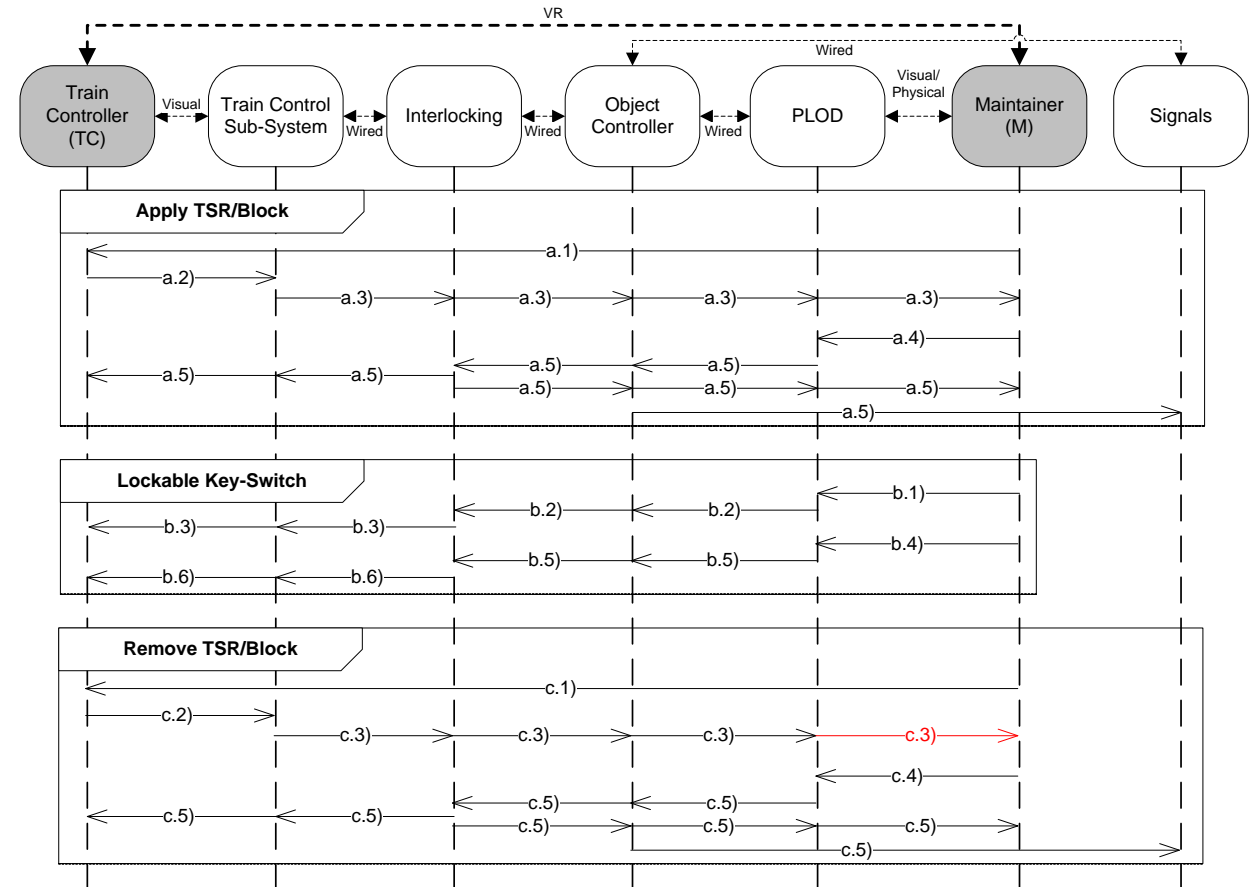 VR
Wired
Train
Controller
(TC)
Visual
Train Control
Sub-System
Wired
Interlocking
Wired
Object
Controller
Wired
PLOD
Visual/
Physical
Maintainer
(M)
Signals
Apply TSR/Block
a.1)
a.2)
a.3) a.3) a.3) a.3)
a.4)
a.5) a.5)
a.5) a.5)
a.5) a.5) a.5)
a.5)
Lockable Key-Switch
b.1)
b.2) b.2)
b.3) b.3)
b.4)
b.5) b.5)
b.6) b.6)
Remove TSR/Block
c.1)
c.2)
c.3) c.3) c.3) c.3)
c.4)
c.5) c.5)
c.5) c.5)
c.5) c.5) c.5)
c.5)